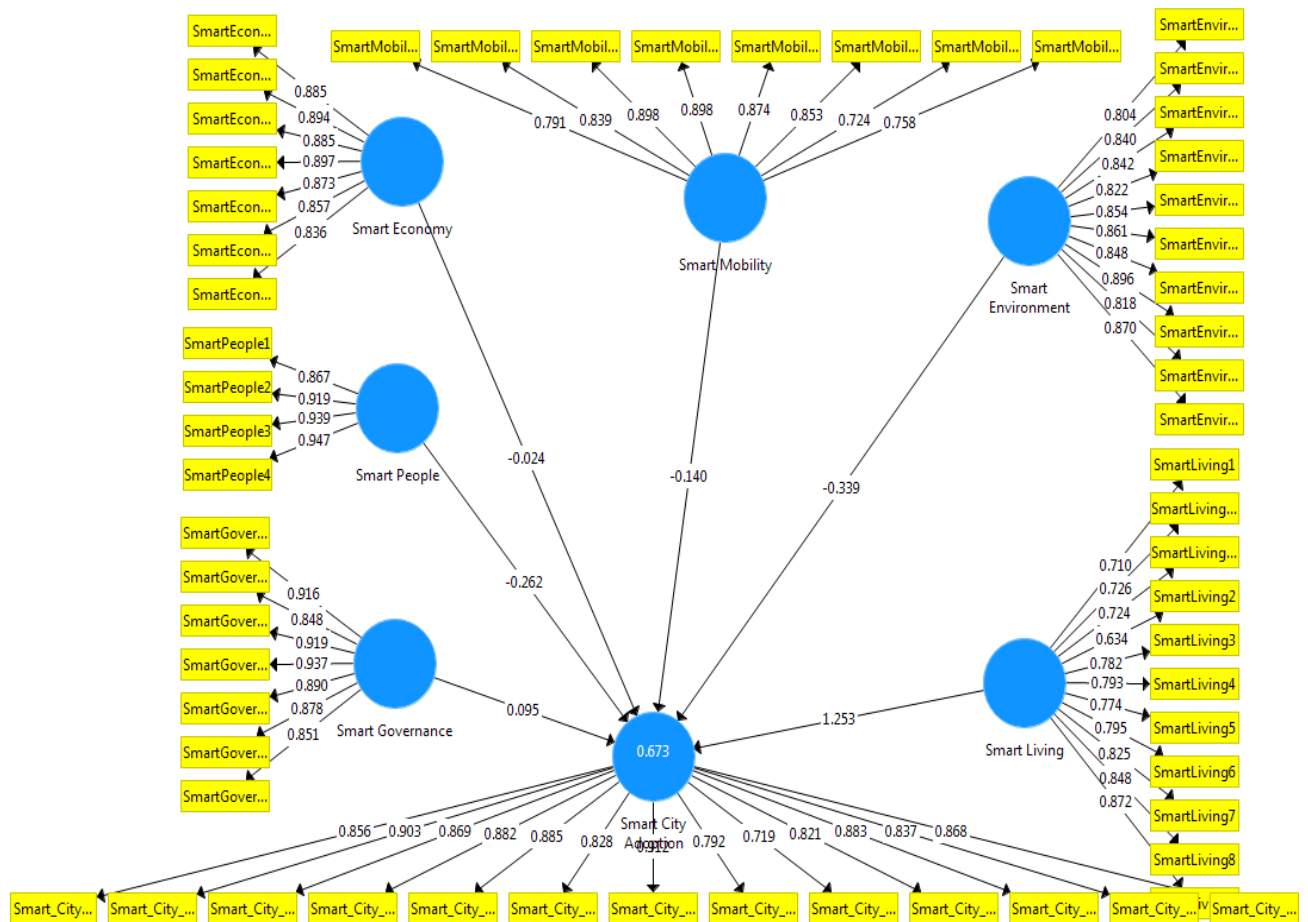 SmartEcon...
SmartEcon...
SmartEcon...
SmartEcon...
SmartEcon...
SmartEcon...
SmartEcon...
0.885
0.894
0.885
0.897
0.873
0.857
0.836
Smart Economy
SmartMobil... SmartMobil... SmartMobil... SmartMobil... SmartMobil... SmartMobil... SmartMobil... SmartMobil...
0.791 0.839 0.898 0.898 0.874 0.853 0.724 0.758
Smart Mobility
SmartEnvir...
SmartEnvir...
SmartEnvir...
SmartEnvir...
SmartEnvir...
SmartEnvir...
SmartEnvir...
SmartEnvir...
SmartEnvir...
SmartEnvir...
0.804
0.840
0.842
0.822
0.854
0.861
0.848
0.896
0.818
0.870
Smart
Environment
SmartPeople1
SmartPeople2
SmartPeople3
SmartPeople4
0.867
0.919
0.939
0.947
Smart People
-0.024
-0.140
-0.339
-0.262
0.095
1.253
SmartGover...
SmartGover...
SmartGover...
SmartGover...
SmartGover...
SmartGover...
SmartGover...
0.916
0.848
0.919
0.937
0.890
0.878
0.851
Smart Governance
SmartLiving1
SmartLiving...
SmartLiving...
SmartLiving2
SmartLiving3
SmartLiving4
SmartLiving5
SmartLiving6
SmartLiving7
SmartLiving8
0.710
0.726
0.724
0.634
0.782
0.793
0.774
0.795
0.825
0.848
0.872
Smart Living
0.673
Smart City
Adoption
0.856 0.903 0.869 0.882 0.885 0.828 0.792 0.719 0.821 0.883 0.837 0.868
Smart_City_... Smart_City_... Smart_City_... Smart_City_... Smart_City_... Smart_City_... Smart_City_... Smart_City_... Smart_City_... Smart_City_... Smart_City_... Smart_City_... Smart_City_...